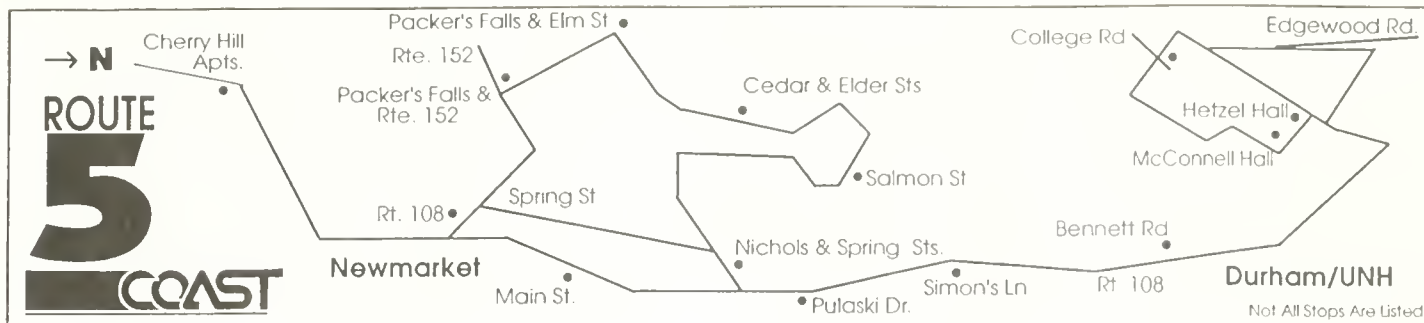 → N
ROUTE
5
COAST
Cherry Hill
Apts.
Packer's Falls & Elm St
Rte. 152
Packer's Falls &
Rte. 152
Cedar & Elder Sts
Salmon St
Spring St
Rt. 108
Newmarket
Main St.
Nichols & Spring Sts.
Pulaski Dr.
Simon's Ln
Bennett Rd
Rt 108
College Rd
Edgewood Rd.
Hetzel Hall
McConnell Hall
Durham/UNH
Not All Stops Are Listed